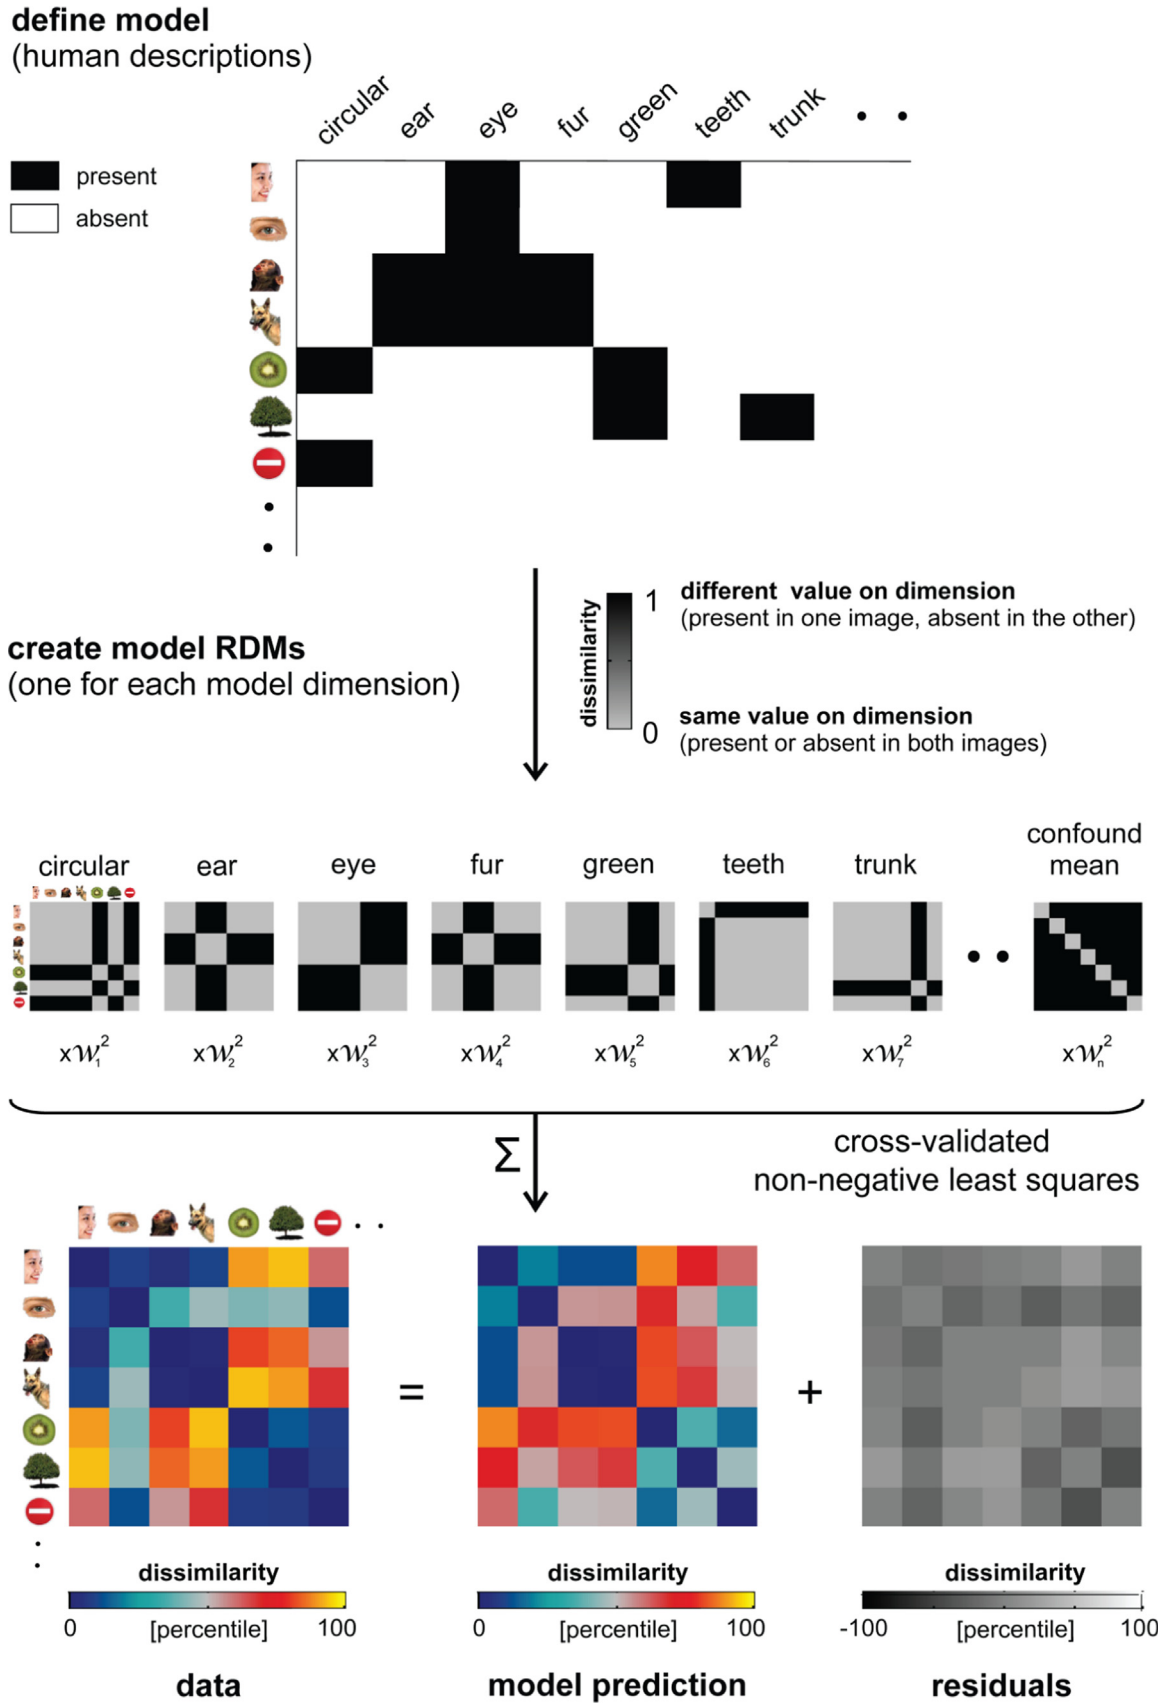 define model
(human descriptions)
circular ear eye fur green teeth trunk
present
absent
1 different value on dimension
(present in one image, absent in the other)
dissimilarity
create model RDMs
(one for each model dimension)
same value on dimension
0 (present or absent in both images)
circular ear eye fur green teeth trunk confound mean
x𝒲₁² x𝒲₂² x𝒲₃² x𝒲₄² x𝒲₅² x𝒲₆² x𝒲₇² x𝒲ₙ²
Σ
cross-validated
non-negative least squares
= +
dissimilarity dissimilarity dissimilarity
0 [percentile] 100 0 [percentile] 100 -100 [percentile] 100
data model prediction residuals